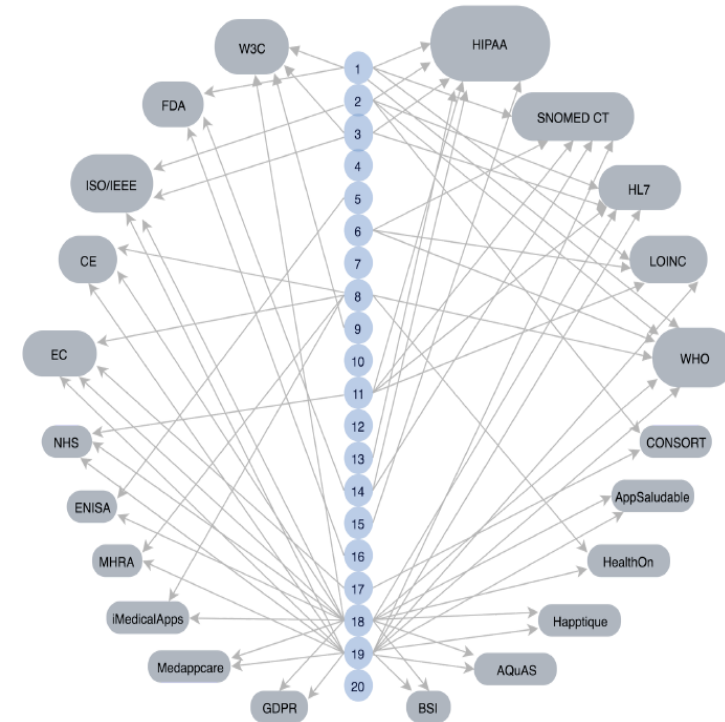 W3C
HIPAA
1
FDA
2
SNOMED CT
3
4
ISO/IEEE
HL7
5
6
CE
LOINC
7
8
9
EC
WHO
10
11
12
NHS
CONSORT
13
14
AppSaludable
ENISA
15
16
MHRA
HealthOn
17
iMedicalApps
18
Happtique
19
Medappcare
AQuAS
20
GDPR
BSI